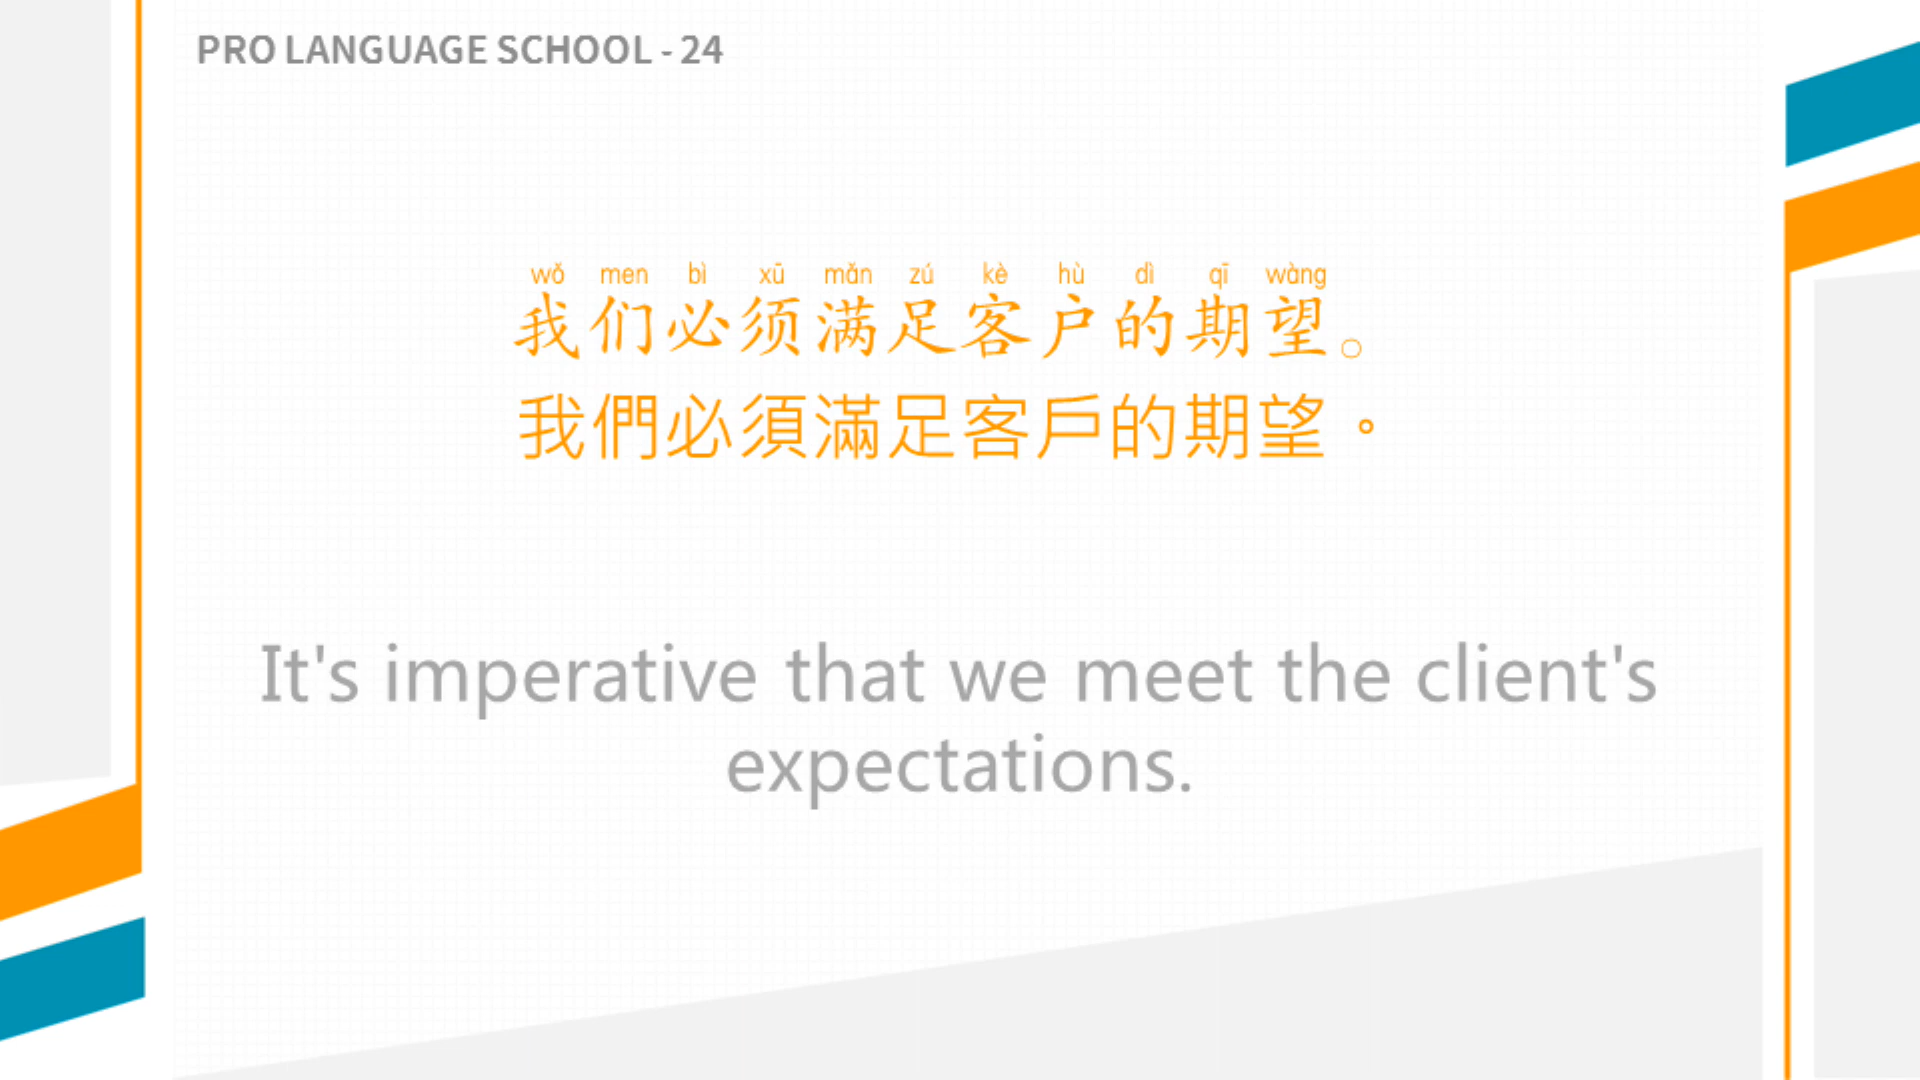 PRO LANGUAGE SCHOOL - 24
wǒ men bì xū mǎn zú kè hù dì qī wàng
我们必须满足客户的期望。
我們必須滿足客戶的期望。
It's imperative that we meet the client's
expectations.